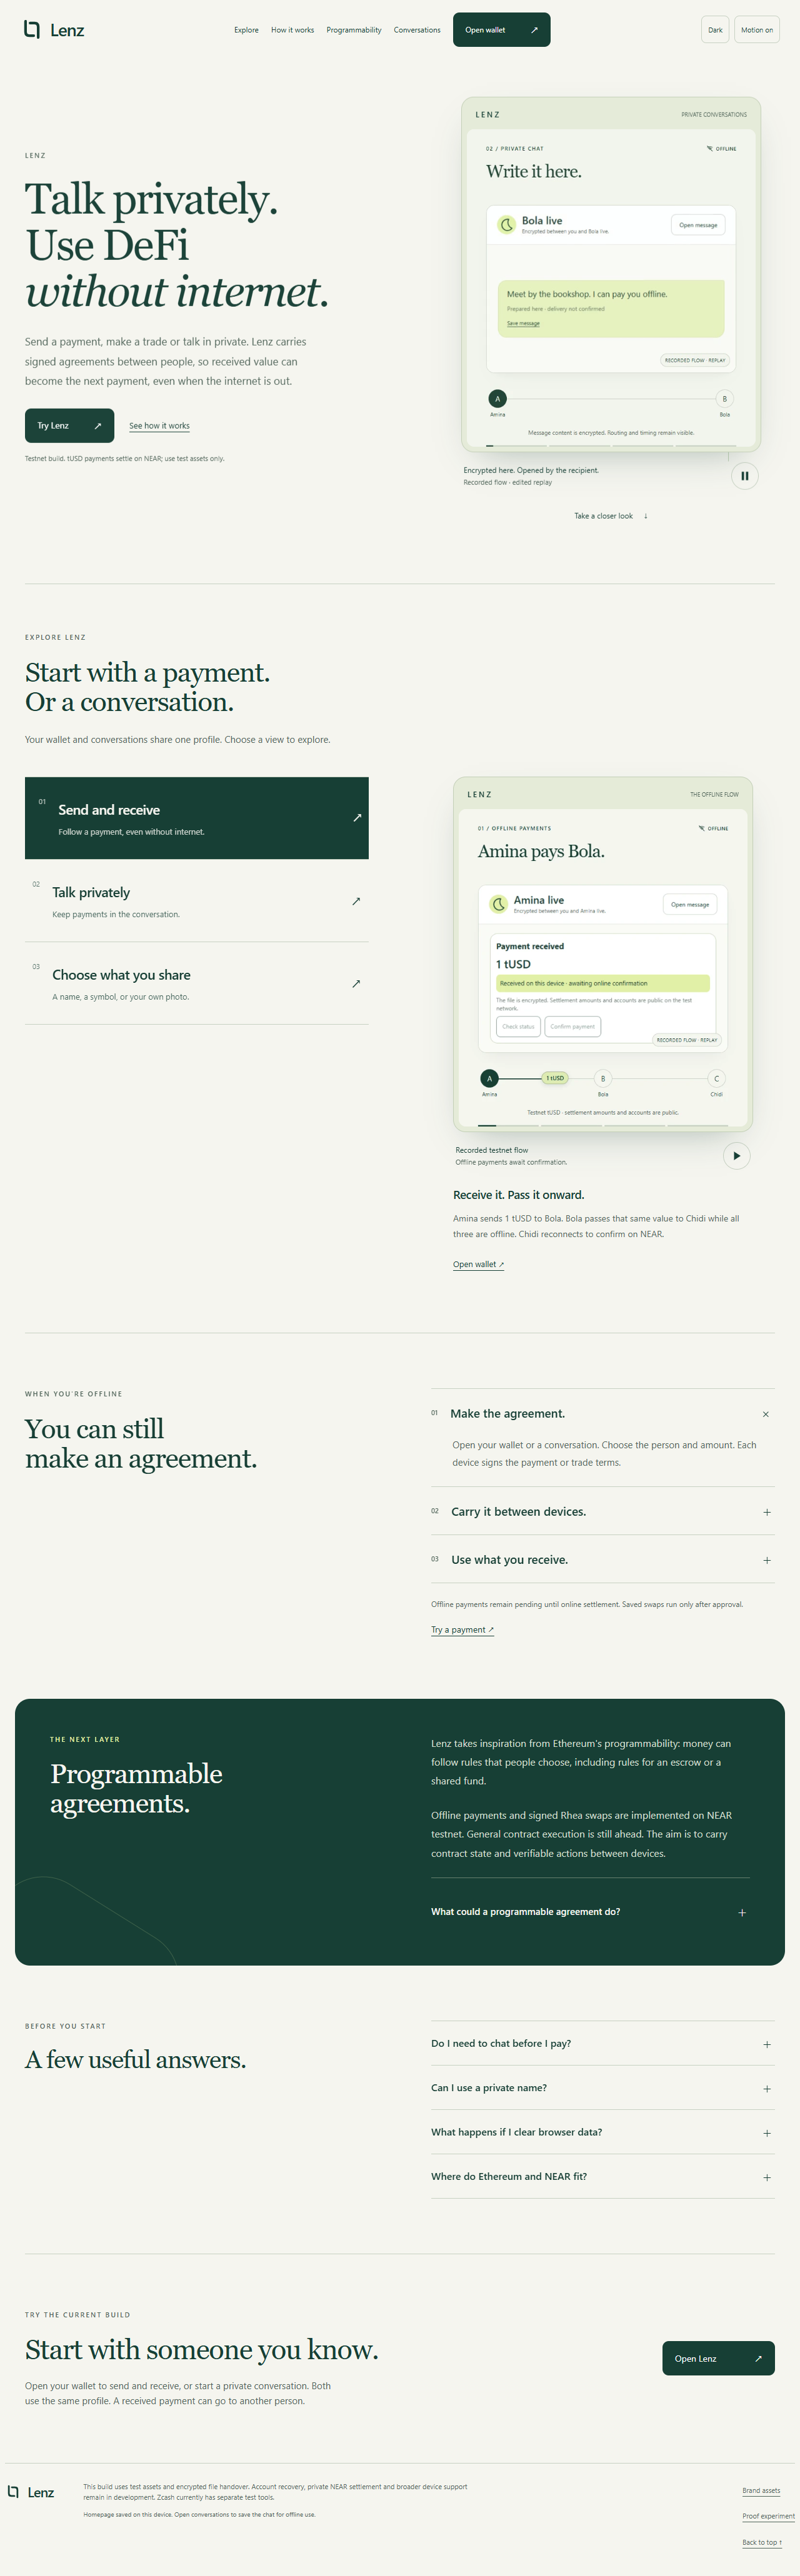 Lenz
Explore
How it works
Programmability
Conversations
Open wallet ↗
Dark
Motion on
LENZ
Talk privately.
Use DeFi
without internet.
Send a payment, make a trade or talk in private. Lenz carries
signed agreements between people, so received value can
become the next payment, even when the internet is out.
Try Lenz ↗
See how it works
Testnet build. tUSD payments settle on NEAR; use test assets only.
LENZ
PRIVATE CONVERSATIONS
02 / PRIVATE CHAT
OFFLINE
Write it here.
Bola live
Encrypted between you and Bola live.
Open message
Meet by the bookshop. I can pay you offline.
Prepared here · delivery not confirmed
Save message
RECORDED FLOW · REPLAY
A
B
Amina
Bola
Message content is encrypted. Routing and timing remain visible.
Encrypted here. Opened by the recipient.
Recorded flow · edited replay
Take a closer look ↓
EXPLORE LENZ
Start with a payment.
Or a conversation.
Your wallet and conversations share one profile. Choose a view to explore.
01
Send and receive
Follow a payment, even without internet.
↗
02
Talk privately
Keep payments in the conversation.
↗
03
Choose what you share
A name, a symbol, or your own photo.
↗
LENZ
THE OFFLINE FLOW
01 / OFFLINE PAYMENTS
OFFLINE
Amina pays Bola.
Amina live
Encrypted between you and Amina live.
Open message
Payment received
1 tUSD
Received on this device · awaiting online confirmation
The file is encrypted. Settlement amounts and accounts are public on the test
network.
Check status
Confirm payment
RECORDED FLOW · REPLAY
A
1 tUSD
B
C
Amina
Bola
Chidi
Testnet tUSD · settlement amounts and accounts are public.
Recorded testnet flow
Offline payments await confirmation.
Receive it. Pass it onward.
Amina sends 1 tUSD to Bola. Bola passes that same value to Chidi while all
three are offline. Chidi reconnects to confirm on NEAR.
Open wallet ↗
WHEN YOU'RE OFFLINE
You can still
make an agreement.
01 Make the agreement. ×
Open your wallet or a conversation. Choose the person and amount. Each
device signs the payment or trade terms.
02 Carry it between devices. +
03 Use what you receive. +
Offline payments remain pending until online settlement. Saved swaps run only after approval.
Try a payment ↗
THE NEXT LAYER
Programmable
agreements.
Lenz takes inspiration from Ethereum's programmability: money can
follow rules that people choose, including rules for an escrow or a
shared fund.
Offline payments and signed Rhea swaps are implemented on NEAR
testnet. General contract execution is still ahead. The aim is to carry
contract state and verifiable actions between devices.
What could a programmable agreement do? +
BEFORE YOU START
A few useful answers.
Do I need to chat before I pay? +
Can I use a private name? +
What happens if I clear browser data? +
Where do Ethereum and NEAR fit? +
TRY THE CURRENT BUILD
Start with someone you know.
Open your wallet to send and receive, or start a private conversation. Both
use the same profile. A received payment can go to another person.
Open Lenz ↗
Lenz
This build uses test assets and encrypted file handover. Account recovery, private NEAR settlement and broader device support
remain in development. Zcash currently has separate test tools.
Homepage saved on this device. Open conversations to save the chat for offline use.
Brand assets
Proof experiment
Back to top ↑